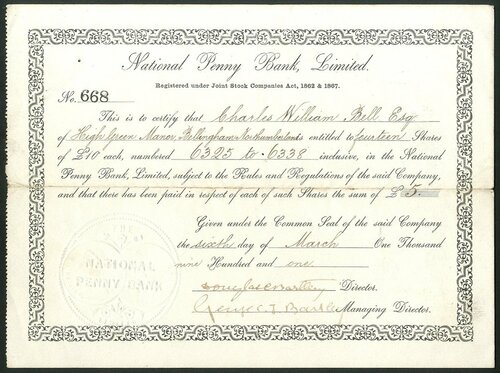 National Penny Bank, Limited.
Registered under Joint Stock Companies Act, 1862 & 1867.
No. 668
This is to certify that Charles William Bell Esq
of High Green Manor, Bellingham Northumberland is entitled to fourteen Shares
of £10 each, numbered 6325 to 6338 inclusive, in the National
Penny Bank, Limited, subject to the Rules and Regulations of the said Company,
and that there has been paid in respect of each of such Shares the sum of £5
Given under the Common Seal of the said Company
the sixth day of March One Thousand
nine Hundred and one
Director.
George C. T. Bartley Managing Director.
NATIONAL
PENNY BANK